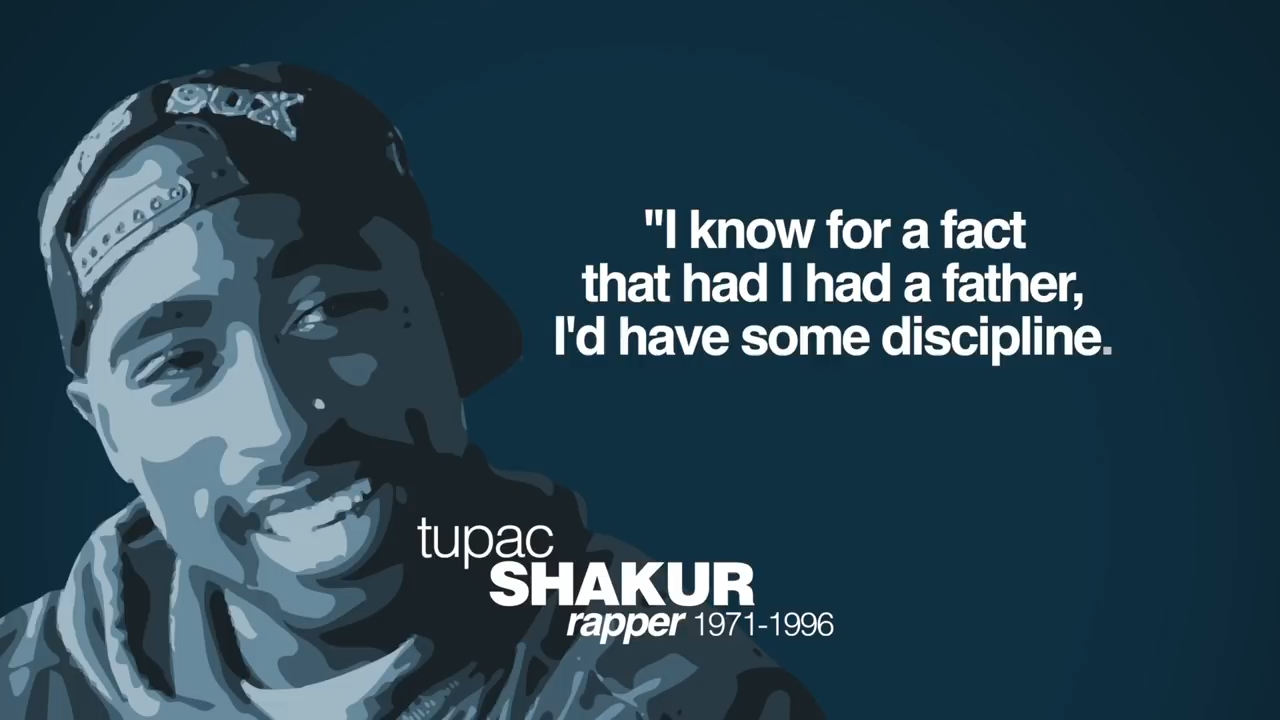 "I know for a fact
that had I had a father,
I'd have some discipline.
tupac
SHAKUR
rapper 1971-1996